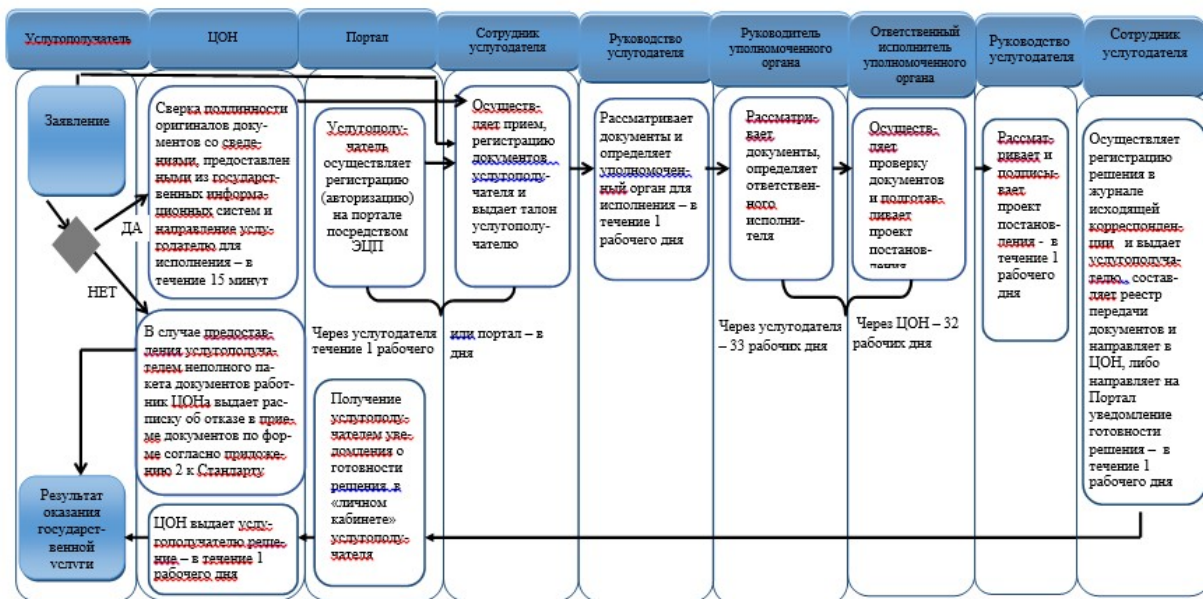 Услугополучатель
ЦОН
Портал
Сотрудник
услугодателя
Руководство
услугодателя
Руководитель
уполномоченного
органа
Ответственный
исполнитель
уполномоченного
органа
Руководство
услугодателя
Сотрудник
услугодателя
Заявление
ДА
НЕТ
Сверка подлинности
оригиналов доку-
ментов со сведе-
ниями, предоставлен
ными из государст-
венных информа-
ционных систем и
направление услу-
годателю для
исполнения – в
течение 15 минут
Услугополу-
чатель
осуществляет
регистрацию
(авторизацию)
на портале
посредством
ЭЦП
Осуществ-
ляет прием,
регистрацию
документов
услугополу-
чателя и
выдает талон
услугополу-
чателю
Рассматривает
документы и
определяет
уполномочен-
ный орган для
исполнения – в
течение 1
рабочего дня
Рассматри-
вает
документы,
определяет
ответствен-
ного
исполни-
теля
Осуществ-
ляет
проверку
документов
и подготав-
ливает
проект
постанов-
ления
Рассмат-
ривает и
подписы-
вает
проект
постанов-
ления - в
течение 1
рабочего
дня
Осуществляет
регистрацию
решения в
журнале
исходящей
корреспонден-
ции и выдает
услугополуча-
телю, состав-
ляет реестр
передачи
документов и
направляет в
ЦОН, либо
направляет на
Портал
уведомление
готовности
решения – в
течение 1
рабочего дня
В случае предостав-
ления услугополуча-
телем неполного па-
кета документов работ-
ник ЦОНа выдает рас-
писку об отказе в прие-
ме документов по фор-
ме согласно приложе-
нию 2 к Стандарту
Через услугодателя
течение 1 рабочего
или портал – в
дня
Через услугодателя
– 33 рабочих дня
Через ЦОН – 32
рабочих дня
Получение
услугополу-
чателем уве-
домления о
готовности
решения в
«личном
кабинете»
услугополу-
чателя
Результат
оказания
государст-
венной
услуги
ЦОН выдает услу-
гополучателю реше-
ние – в течение 1
рабочего дня